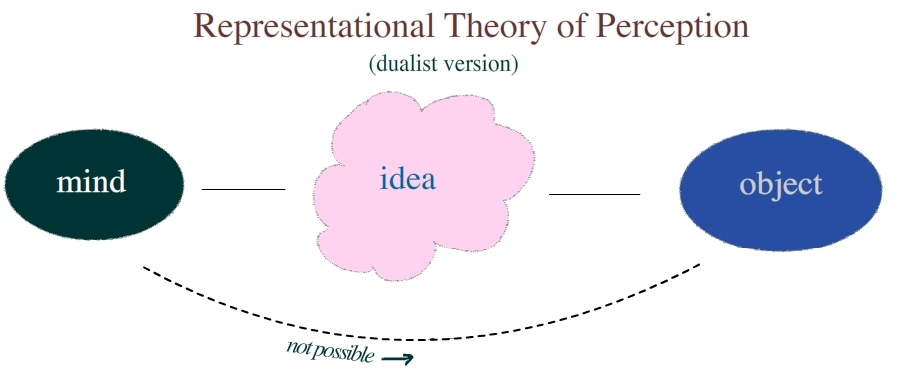 Representational Theory of Perception
(dualist version)
mind
idea
object
not possible